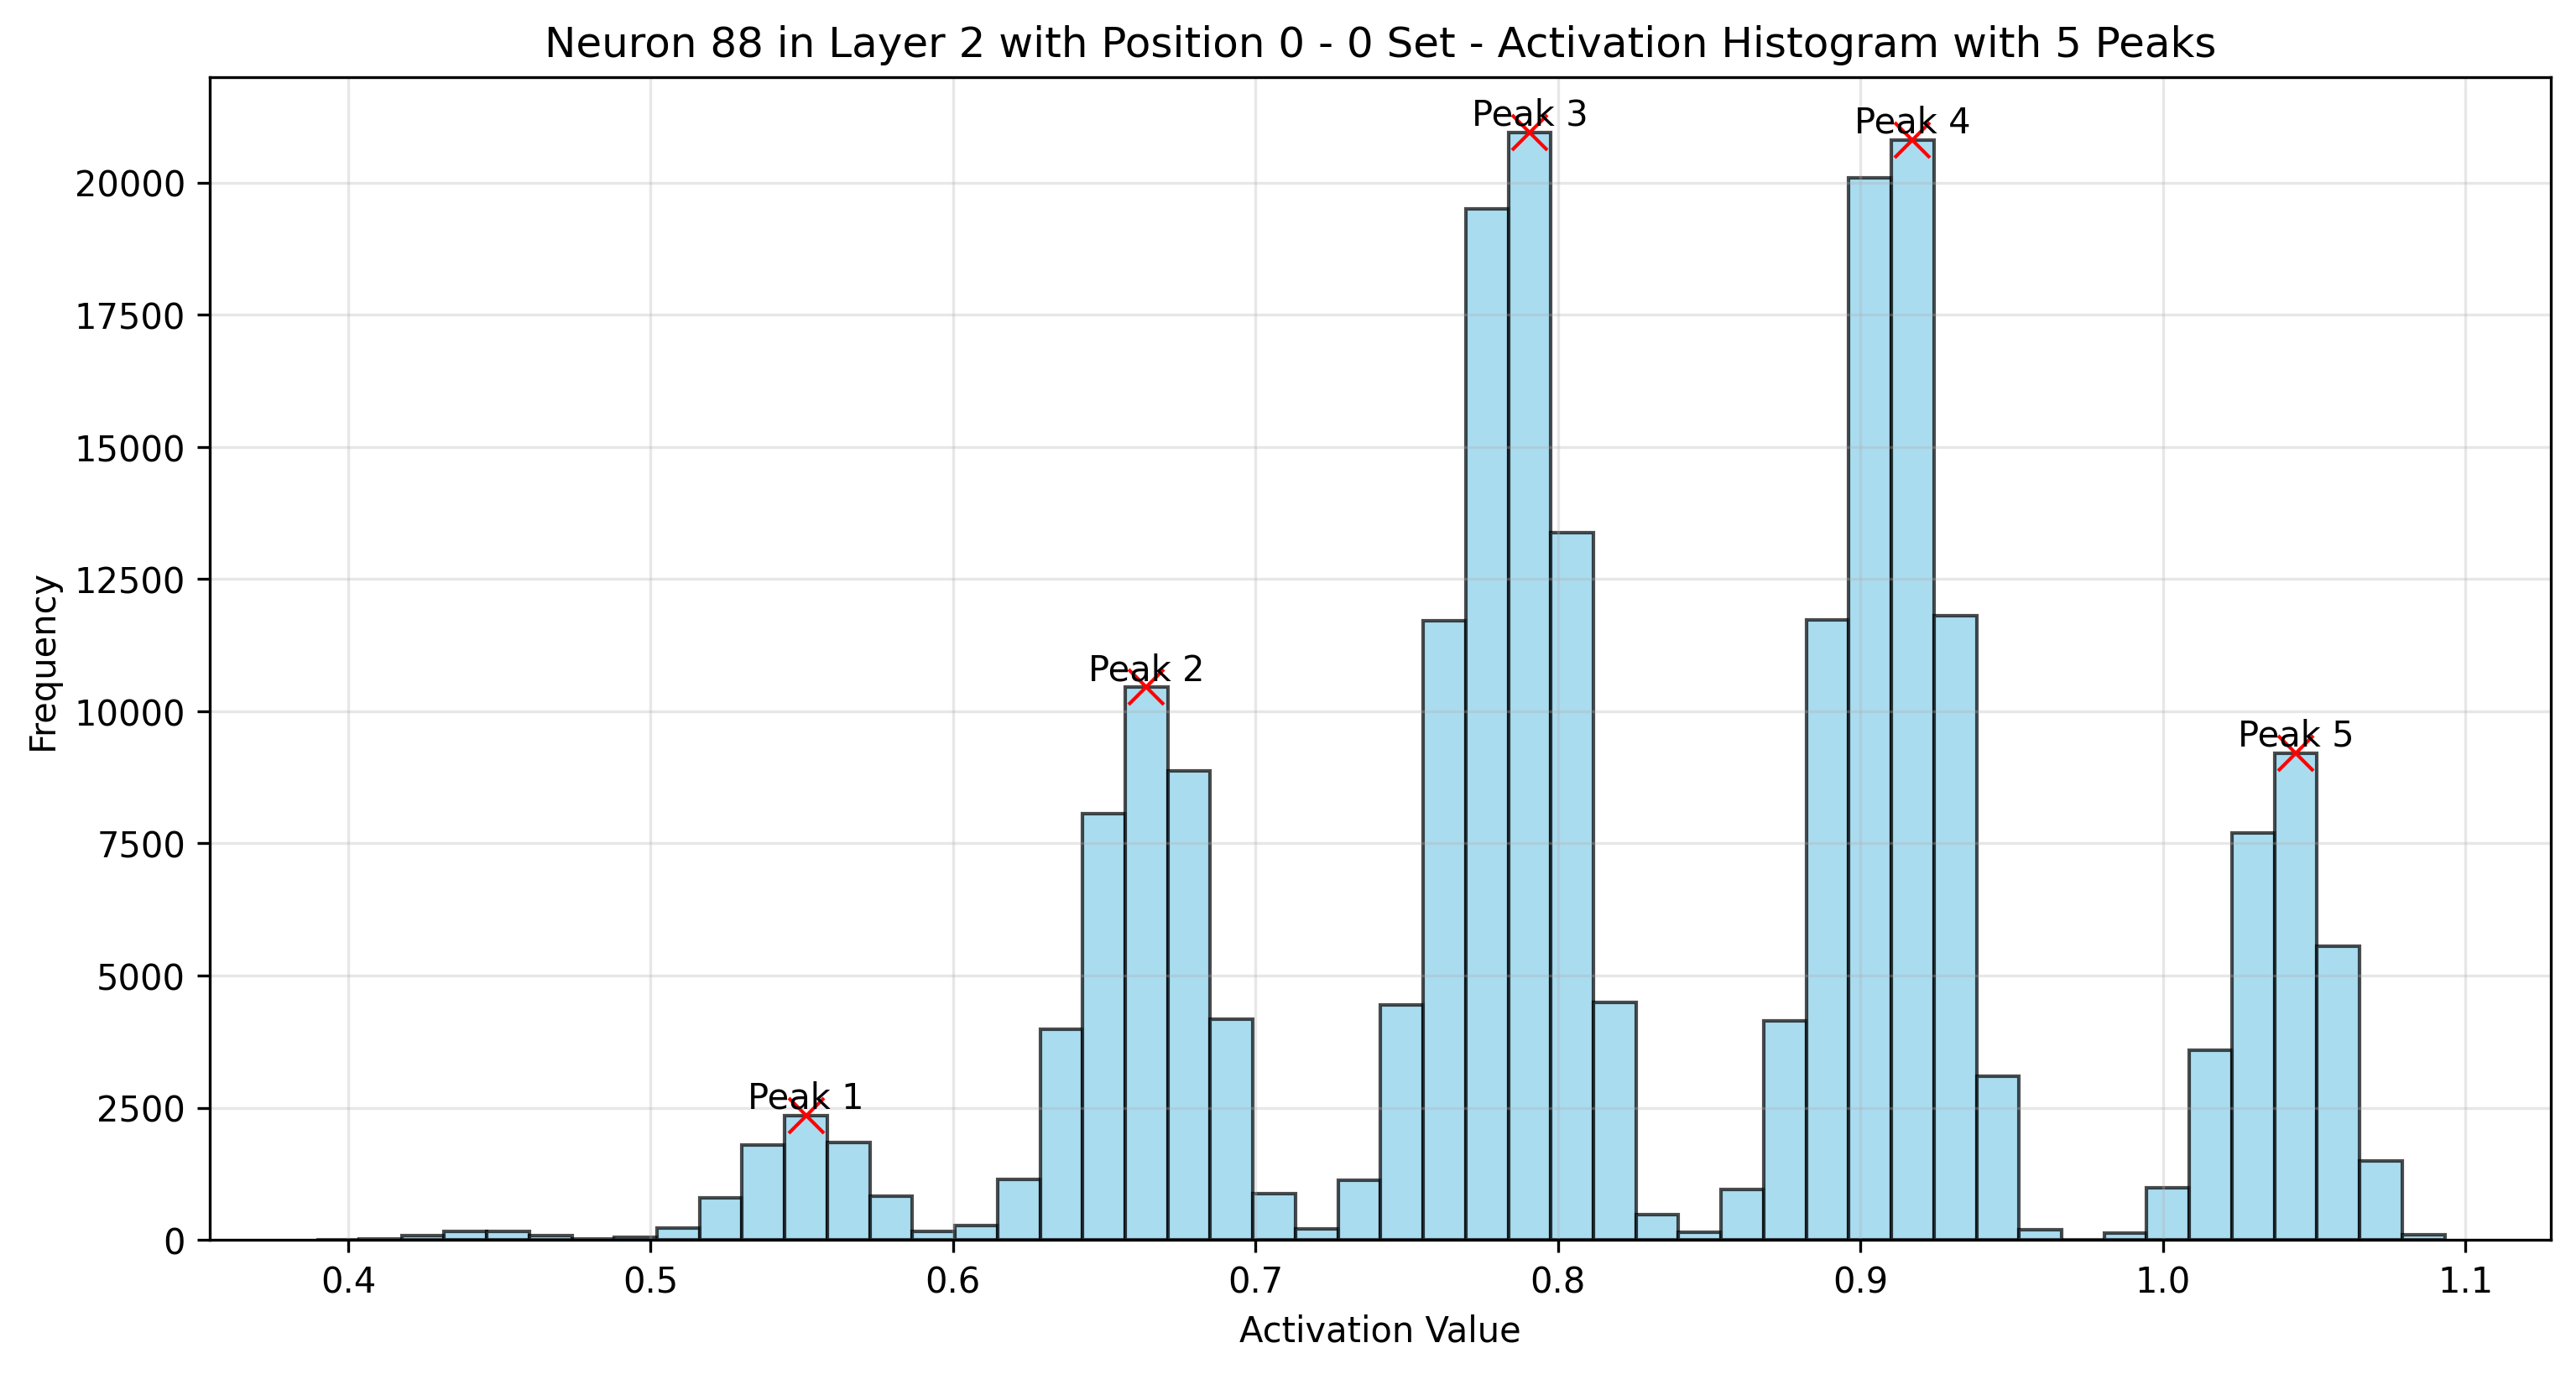 Neuron 88 in Layer 2 with Position 0 - 0 Set - Activation Histogram with 5 Peaks
Peak 3
Peak 4
20000
17500
15000
12500
Frequency
Peak 2
10000
Peak 5
7500
5000
Peak 1
2500
0
0.4 0.5 0.6 0.7 0.8 0.9 1.0 1.1
Activation Value